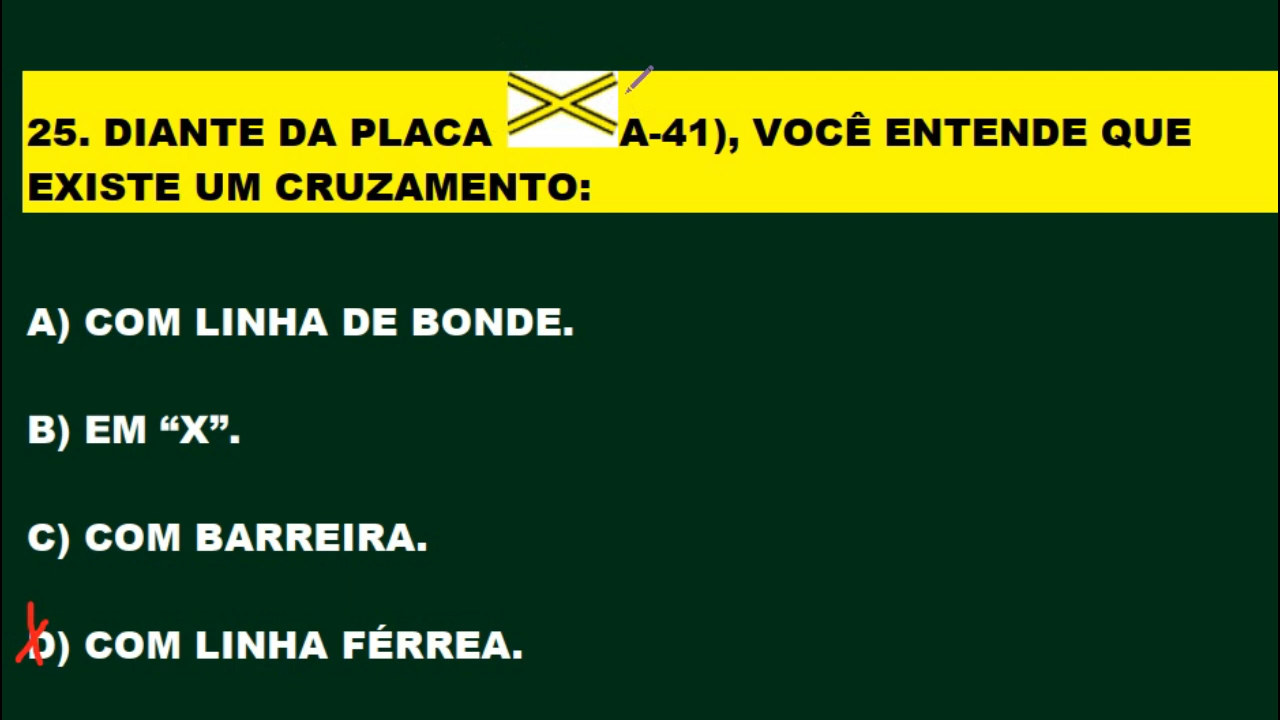 25. DIANTE DA PLACA A-41), VOCÊ ENTENDE QUE
EXISTE UM CRUZAMENTO:
A) COM LINHA DE BONDE.
B) EM “X”.
C) COM BARREIRA.
D) COM LINHA FÉRREA.